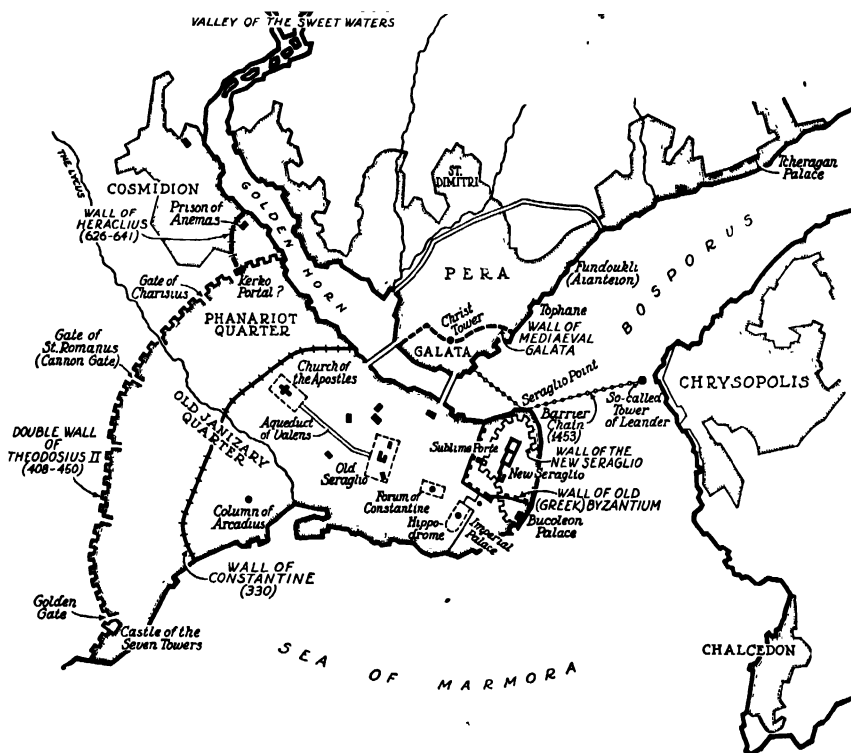 VALLEY OF THE SWEET WATERS
THE LYCUS
COSMIDION
Prison of
Anemas
WALL OF
HERACLIUS
(626-641)
GOLDEN HORN
ST.
DIMITRI
Tcheragan
Palace
BOSPORUS
PERA
Fundoukli
(Aianteion)
Gate of
Charisius
Kerko
Portal ?
PHANARIOT
QUARTER
Christ
Tower
Tophane
WALL OF
MEDIAEVAL
GALATA
GALATA
Gate of
St. Romanus
(Cannon Gate)
Church of
the Apostles
Seraglio Point
CHRYSOPOLIS
So-called
Tower
of Leander
Barrier
Chain
(1453)
OLD JANIZARY
QUARTER
Aqueduct
of Valens
DOUBLE WALL
OF
THEODOSIUS II
(408-450)
Old
Seraglio
Sublime Porte
New Seraglio
WALL OF THE
NEW SERAGLIO
WALL OF OLD
(GREEK) BYZANTIUM
Forum of
Constantine
Column of
Arcadius
Hippo-
drome
Imperial
Palace
Bucoleon
Palace
WALL OF
CONSTANTINE
(330)
Golden
Gate
Castle of the
Seven Towers
SEA OF MARMORA
CHALCEDON